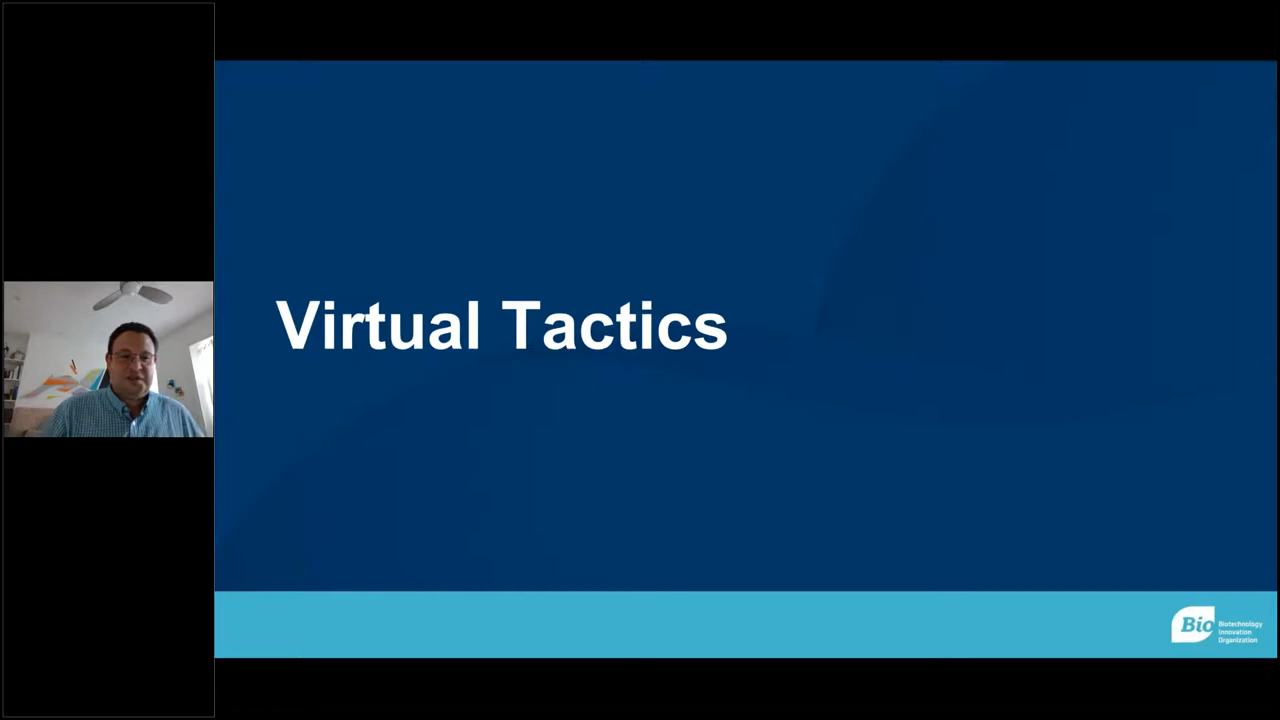 Virtual Tactics
Bio
Biotechnology
Innovation
Organization